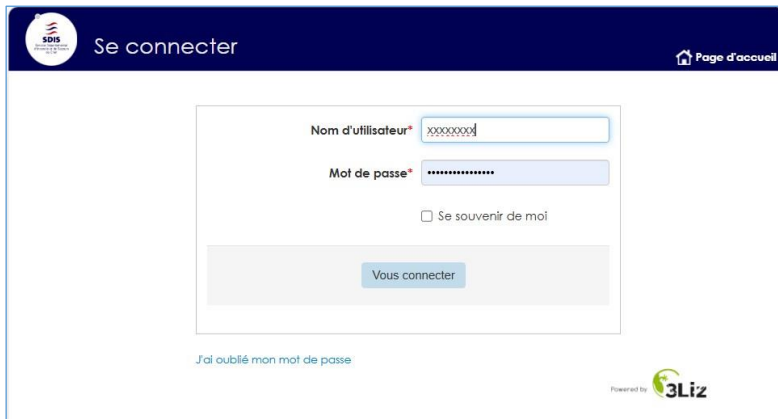 SDIS
Se connecter
Page d'accueil
Nom d'utilisateur* xxxxxxxx
Mot de passe* ••••••••••••••••
Se souvenir de moi
Vous connecter
J'ai oublié mon mot de passe
Powered by 3Liz